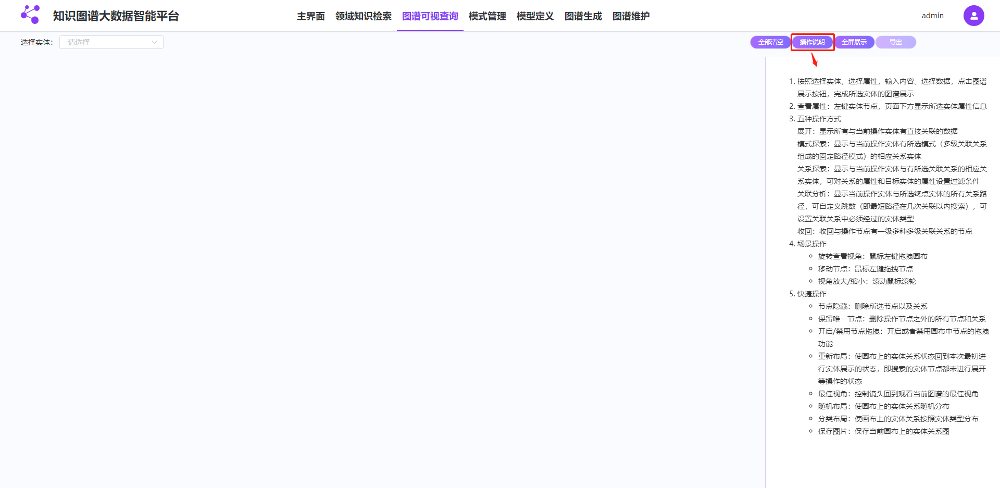 知识图谱大数据智能平台
主界面 领域知识检索 图谱可视查询 模式管理 模型定义 图谱生成 图谱维护
admin
选择实体： 请选择
全部清空 操作说明 全屏展示 导出
1. 按照选择实体，选择属性，输入内容、选择数据，点击图谱
展示按钮，完成所选实体的图谱展示
2. 查看属性：左键实体节点，页面下方显示所选实体属性信息
3. 五种操作方式
展开：显示所有与当前操作实体有直接关联的数据
模式探索：显示与当前操作实体有所选模式（多级关联关系
组成的固定路径模式）的相应关系实体
关系探索：显示与当前操作实体与有所选关联关系的相应关
系实体，可对关系的属性和目标实体的属性设置过滤条件
关联分析：显示当前操作实体与所选终点实体的所有关系路
径，可自定义跳数（即最短路径在几次关联以内搜索），可
设置关联关系中必须经过的实体类型
收回：收回与操作节点有一级多种多级关联关系的节点
4. 场景操作
旋转查看视角：鼠标左键拖拽画布
移动节点：鼠标左键拖拽节点
视角放大/缩小：滚动鼠标滚轮
5. 快捷操作
节点隐藏：删除所选节点以及关系
保留唯一节点：删除操作节点之外的所有节点和关系
开启/禁用节点拖拽：开启或者禁用画布中节点的拖拽
功能
重新布局：使画布上的实体关系状态回到本次最初进
行实体展示的状态，即搜索的实体节点都未进行展开
等操作的状态
最佳视角：控制镜头回到观看当前图谱的最佳视角
随机布局：使画布上的实体关系随机分布
分类布局：使画布上的实体关系按照实体类型分布
保存图片：保存当前画布上的实体关系图